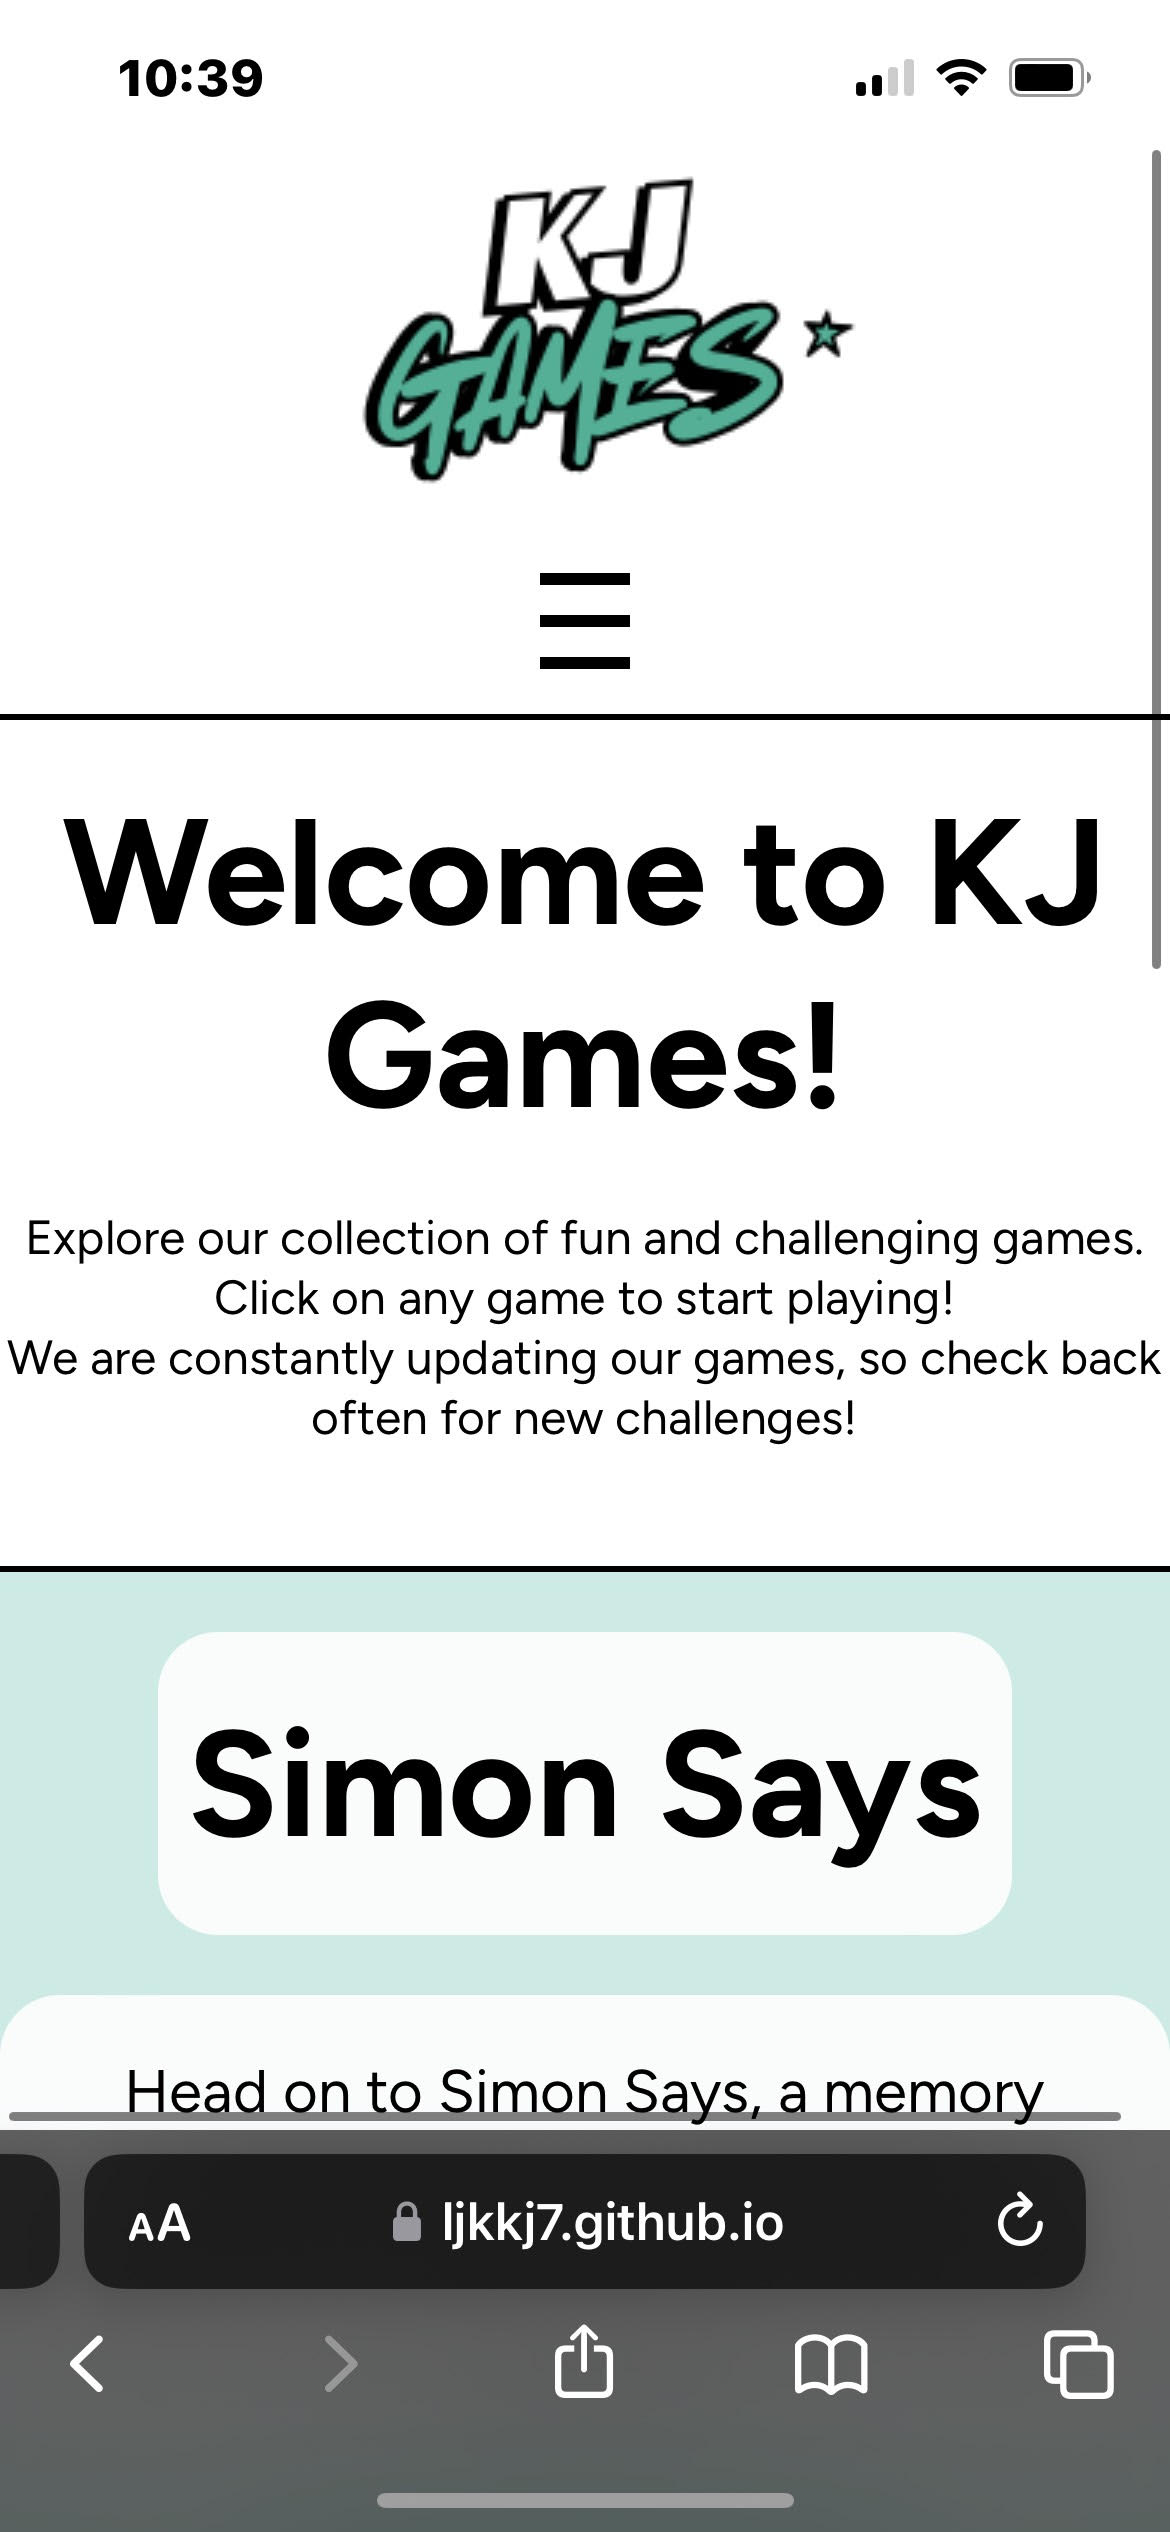 10:39
KJ
GAMES
Welcome to KJ
Games!
Explore our collection of fun and challenging games.
Click on any game to start playing!
We are constantly updating our games, so check back
often for new challenges!
Simon Says
Head on to Simon Says, a memory
AA
ljkkj7.github.io